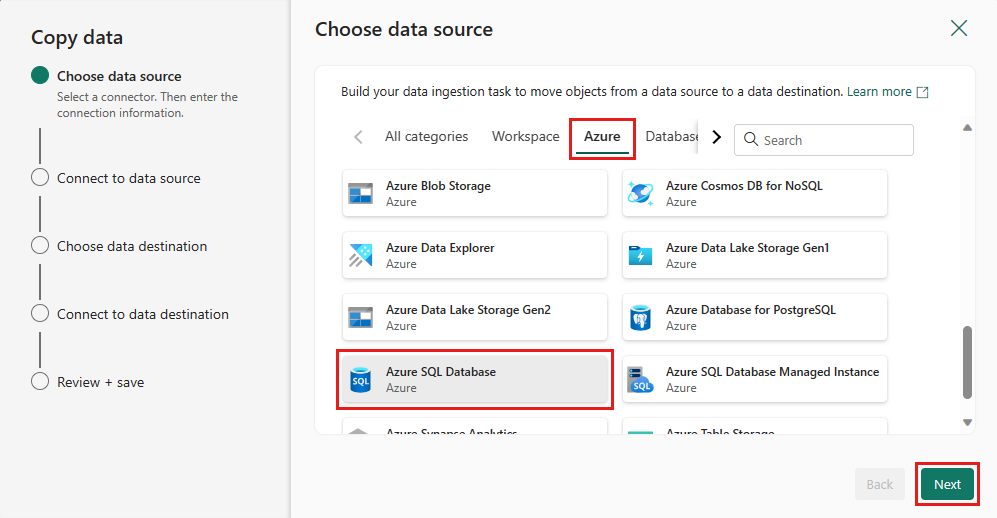 Copy data
Choose data source
Select a connector. Then enter the
connection information.
Connect to data source
Choose data destination
Connect to data destination
Review + save
Choose data source
Build your data ingestion task to move objects from a data source to a data destination. Learn more
All categories Workspace Azure Database
Search
Azure Blob Storage
Azure
Azure Cosmos DB for NoSQL
Azure
Azure Data Explorer
Azure
Azure Data Lake Storage Gen1
Azure
Azure Data Lake Storage Gen2
Azure
Azure Database for PostgreSQL
Azure
SQL
Azure SQL Database
Azure
SQL
Azure SQL Database Managed Instance
Azure
Azure Synapse Analytics
Azure Table Storage
Back
Next